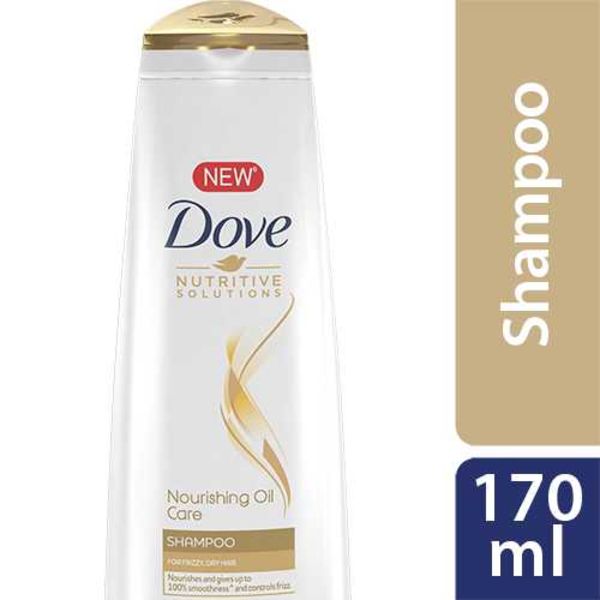 NEW®
Dove
NUTRITIVE
SOLUTIONS
Nourishing Oil
Care
SHAMPOO
FOR FRIZZY, DRY HAIR
Nourishes and gives up to
100% smoothness* and controls frizz.
Shampoo
170
ml